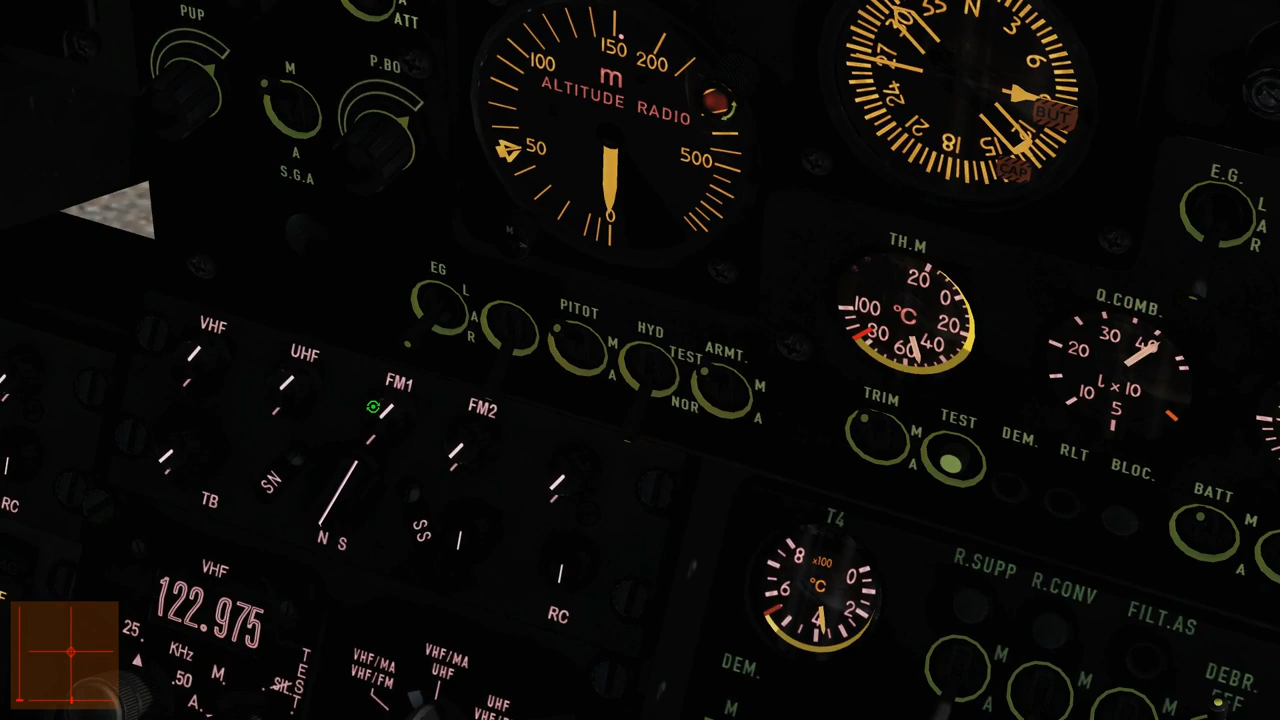 PUP
ATT
P.BO
M
A
S.G.A
100
150
200
m
ALTITUDE RADIO
50
500
0
33
N
3
6
12
15
18
21
24
27
30
BUT
CAP
E.G.
L
A
R
TH.M
20
0
20
40
60
80
100
°C
Q.COMB.
10
20
30
40
l x 10
5
EG
L
A
R
PITOT
M
A
HYD
TEST
NOR
ARMT.
M
A
TRIM
M
A
TEST
DEM.
RLT
BLOC.
BATT
M
A
VHF
UHF
FM1
FM2
TB
SN
N
S
SS
RC
RC
T4
8
x100
0
°C
6
4
2
R.SUPP
R.CONV
FILT.AS
M
A
M
M
DEM.
M
DEBR.
VHF
122.975
25.
KHz
.50
M.
A.
SIL
TEST
VHF/MA
VHF/FM
VHF/MA
UHF
UHF